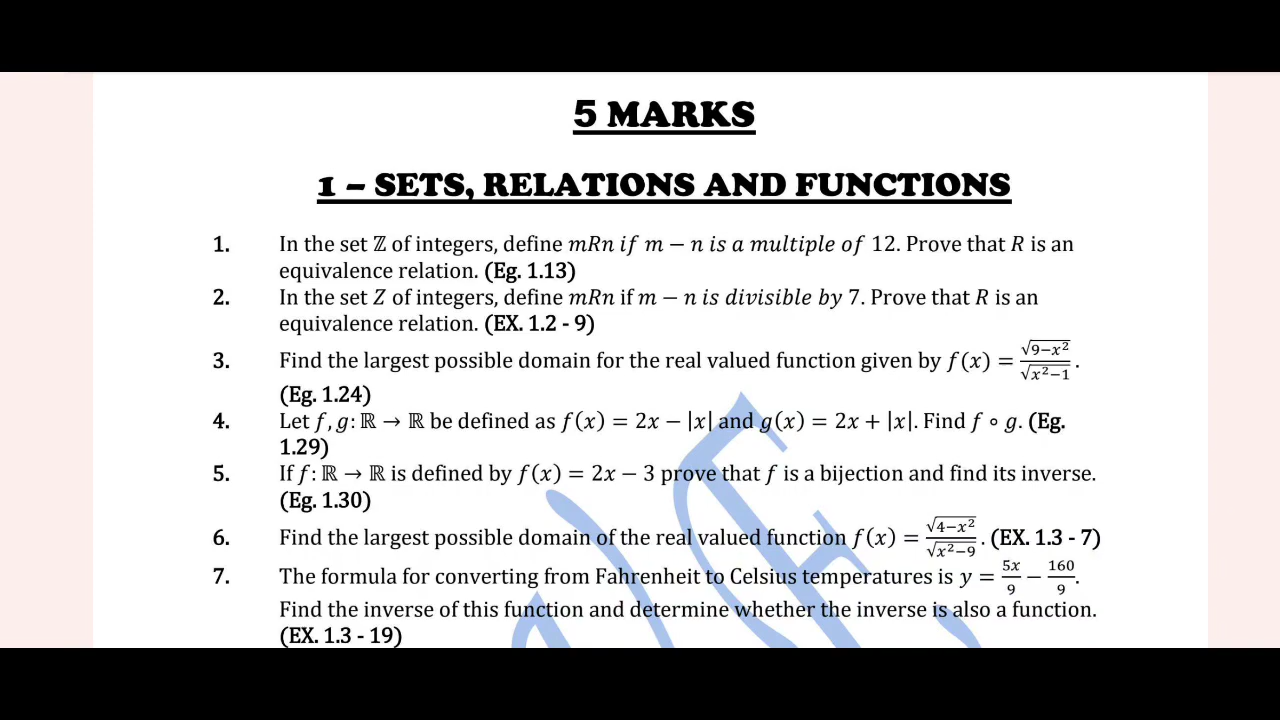 5 MARKS
1 – SETS, RELATIONS AND FUNCTIONS
1. In the set ℤ of integers, define mRn if m − n is a multiple of 12. Prove that R is an
equivalence relation. (Eg. 1.13)
2. In the set Z of integers, define mRn if m − n is divisible by 7. Prove that R is an
equivalence relation. (EX. 1.2 - 9)
3. Find the largest possible domain for the real valued function given by f(x) = √(9−x²)/√(x²−1).
(Eg. 1.24)
4. Let f, g: ℝ → ℝ be defined as f(x) = 2x − |x| and g(x) = 2x + |x|. Find f ∘ g. (Eg.
1.29)
5. If f: ℝ → ℝ is defined by f(x) = 2x − 3 prove that f is a bijection and find its inverse.
(Eg. 1.30)
6. Find the largest possible domain of the real valued function f(x) = √(4−x²)/√(x²−9). (EX. 1.3 - 7)
7. The formula for converting from Fahrenheit to Celsius temperatures is y = 5x/9 − 160/9.
Find the inverse of this function and determine whether the inverse is also a function.
(EX. 1.3 - 19)